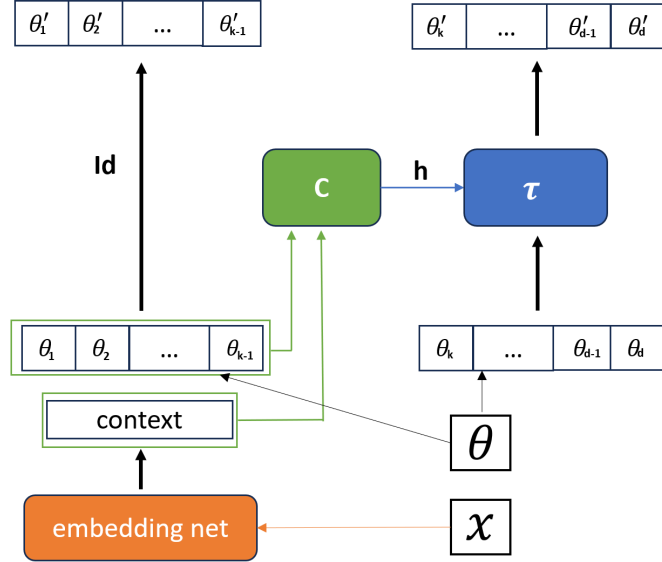 θ′₁ θ′₂ ... θ′ₖ₋₁ θ′ₖ ... θ′d-1 θ′d
Id
C
h
τ
θ₁ θ₂ ... θₖ₋₁ θₖ ... θd-1 θd
context
θ
embedding net
x